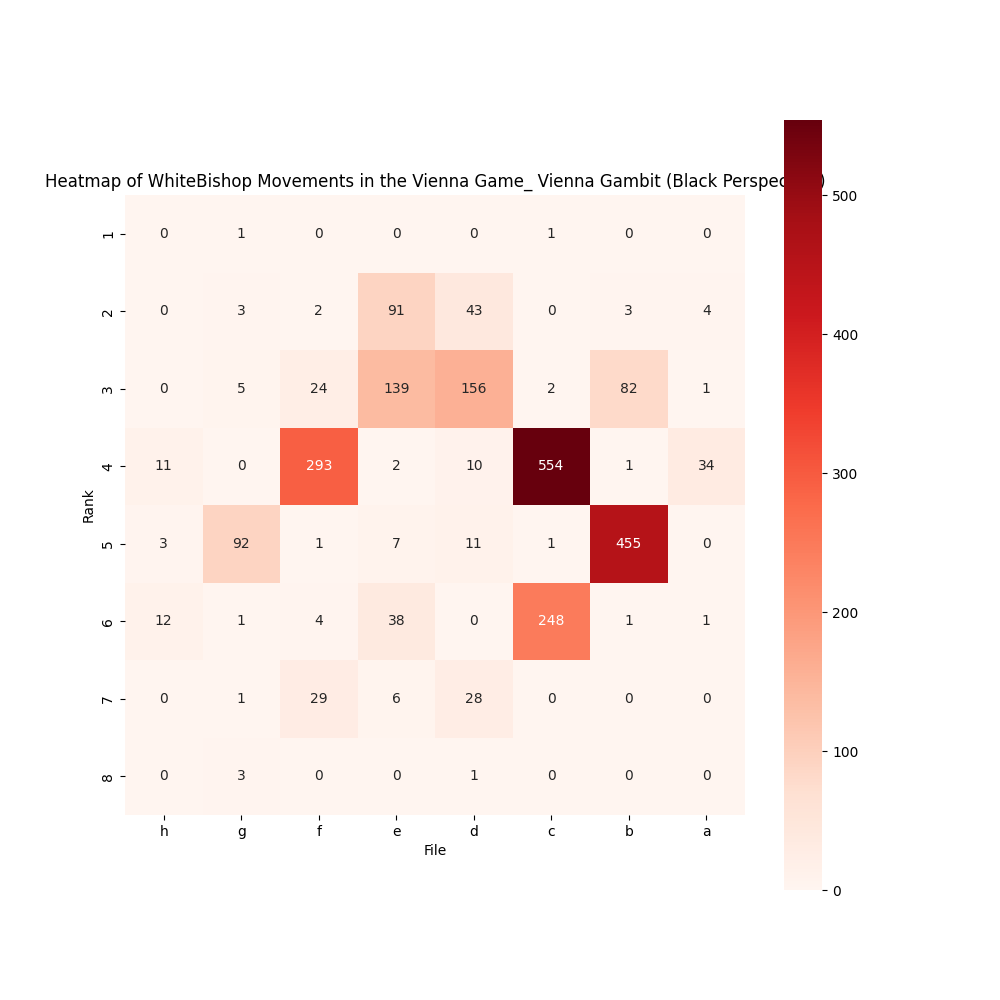 Heatmap of WhiteBishop Movements in the Vienna Game_ Vienna Gambit (Black Perspec )
500
400
300
200
100
0
Rank
1 0 1 0 0 0 1 0 0
2 0 3 2 91 43 0 3 4
3 0 5 24 139 156 2 82 1
4 11 0 293 2 10 554 1 34
5 3 92 1 7 11 1 455 0
6 12 1 4 38 0 248 1 1
7 0 1 29 6 28 0 0 0
8 0 3 0 0 1 0 0 0
h g f e d c b a
File